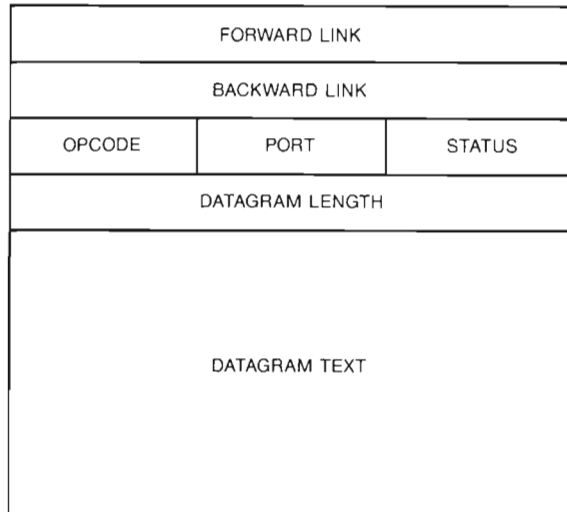 FORWARD LINK
BACKWARD LINK
OPCODE PORT STATUS
DATAGRAM LENGTH
DATAGRAM TEXT